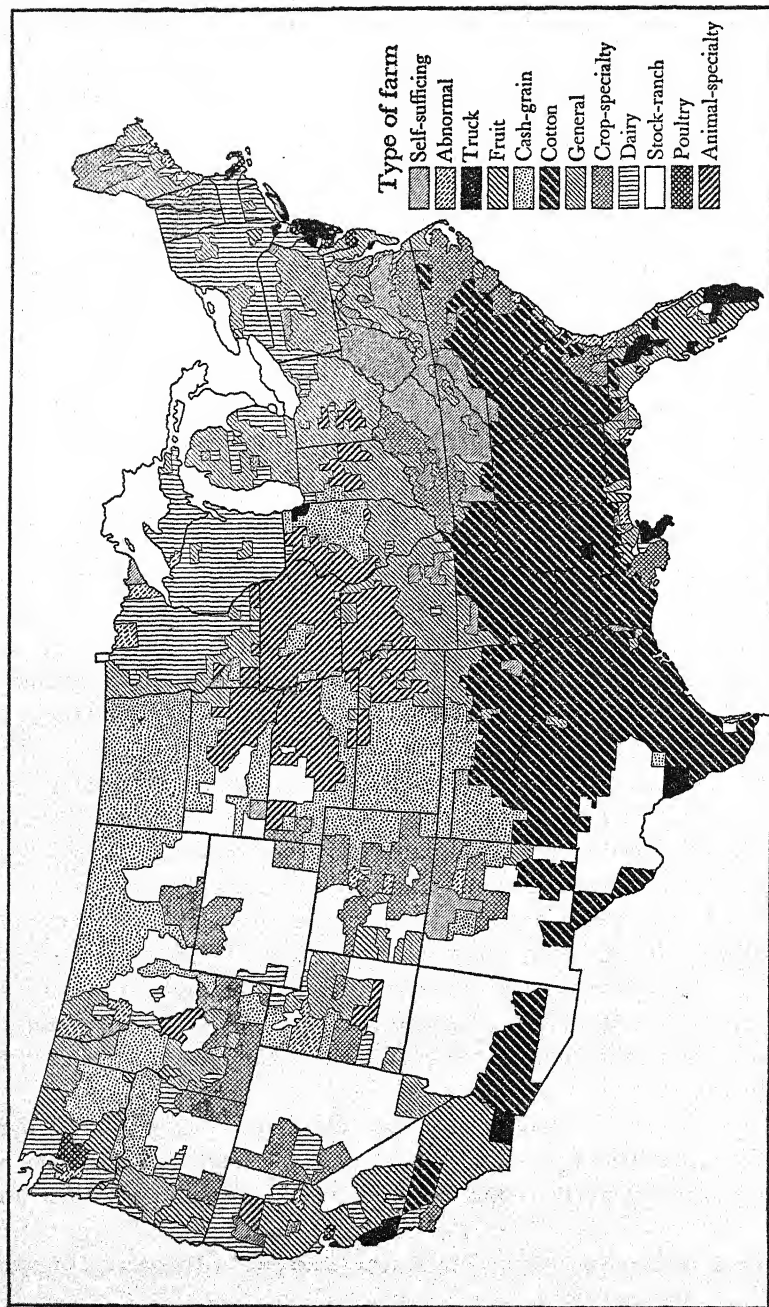 Type of farm
Self-sufficing
Abnormal
Truck
Fruit
Cash-grain
Cotton
General
Crop-specialty
Dairy
Stock-ranch
Poultry
Animal-specialty